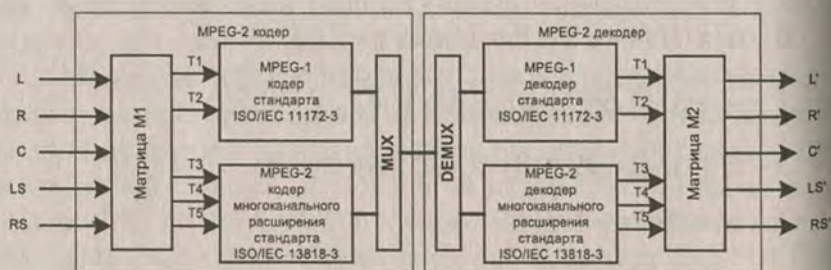 MPEG-2 кодер
MPEG-2 декодер
L
R
C
LS
RS
Матрица M1
T1
T2
T3
T4
T5
MPEG-1
кодер
стандарта
ISO/IEC 11172-3
MPEG-2
кодер
многоканального
расширения
стандарта
ISO/IEC 13818-3
MUX
DEMUX
MPEG-1
декодер
стандарта
ISO/IEC 11172-3
MPEG-2
декодер
многоканального
расширения
стандарта
ISO/IEC 13818-3
T1
T2
T3
T4
T5
Матрица M2
L'
R'
C'
LS'
RS'